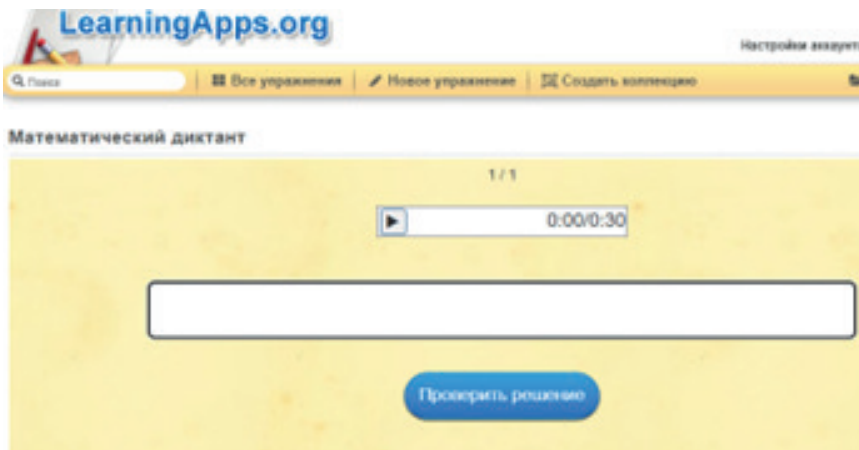 LearningApps.org
Настройки аккаунта
Поиск
Все упражнения
Новое упражнение
Создать коллекцию
Математический диктант
1 / 1
0:00/0:30
Проверить решение